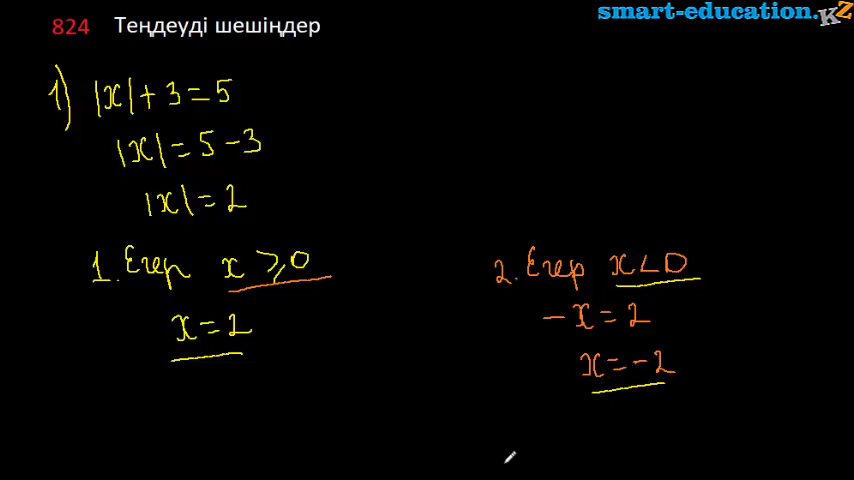 824 Теңдеуді шешіңдер
smart-education.KZ
1) |x| + 3 = 5
|x| = 5 - 3
|x| = 2
1. Егер x ≥ 0
x = 2
2. Егер x < 0
-x = 2
x = -2